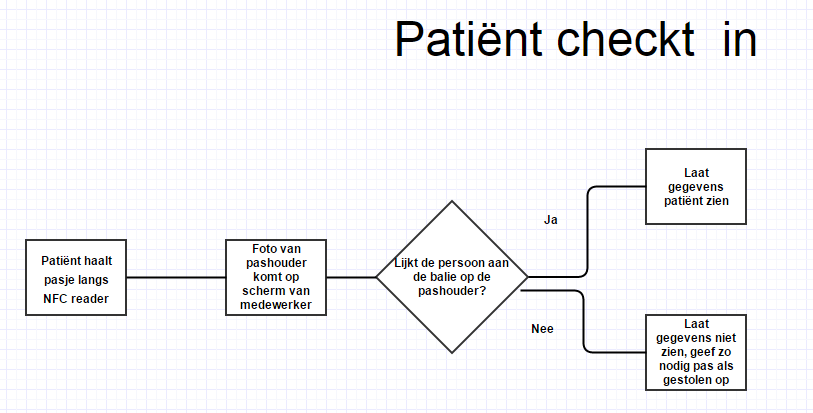 Patiënt checkt in
Patiënt haalt
pasje langs
NFC reader
Foto van
pashouder
komt op
scherm van
medewerker
Lijkt de persoon aan
de balie op de
pashouder?
Ja
Laat
gegevens
patiënt zien
Nee
Laat
gegevens niet
zien, geef zo
nodig pas als
gestolen op